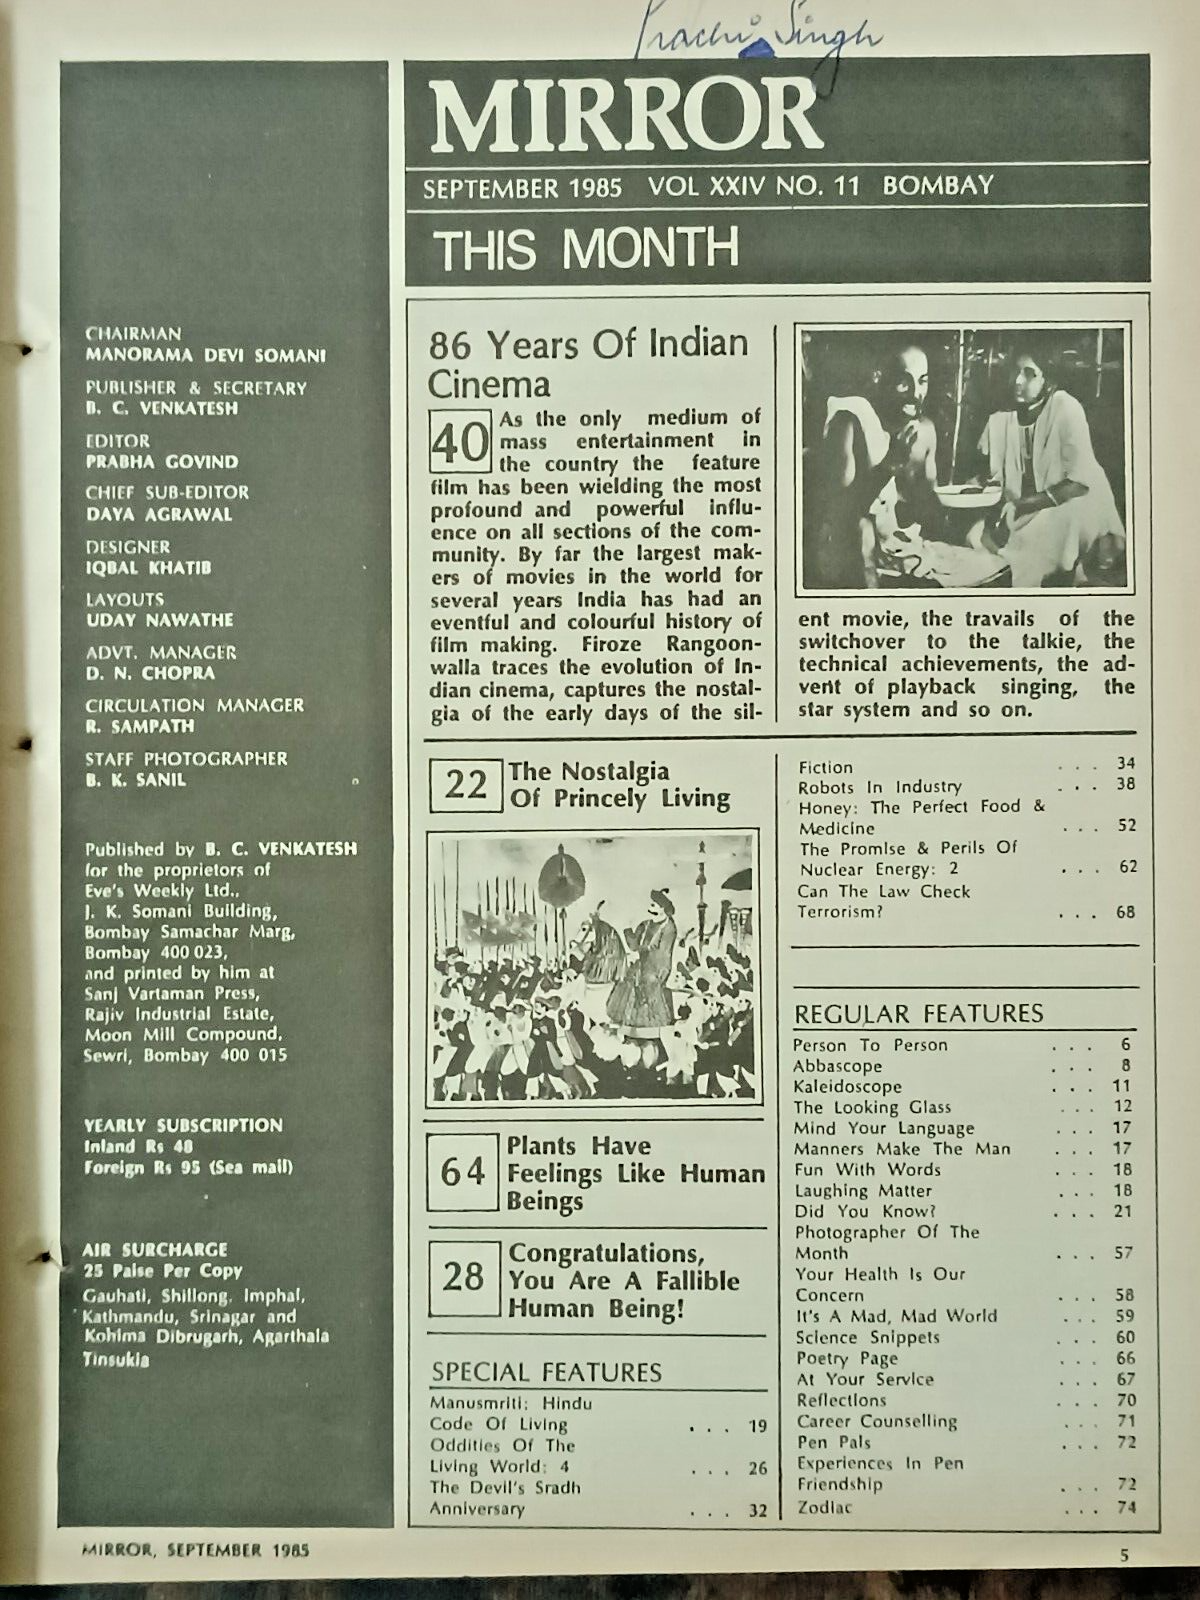 Prachi Singh
MIRROR
SEPTEMBER 1985 VOL XXIV NO. 11 BOMBAY
THIS MONTH
CHAIRMAN
MANORAMA DEVI SOMANI
PUBLISHER & SECRETARY
B. C. VENKATESH
EDITOR
PRABHA GOVIND
CHIEF SUB-EDITOR
DAYA AGRAWAL
DESIGNER
IQBAL KHATIB
LAYOUTS
UDAY NAWATHE
ADVT. MANAGER
D. N. CHOPRA
CIRCULATION MANAGER
R. SAMPATH
STAFF PHOTOGRAPHER
B. K. SANIL
Published by B. C. VENKATESH
for the proprietors of
Eve's Weekly Ltd.,
J. K. Somani Building,
Bombay Samachar Marg,
Bombay 400 023,
and printed by him at
Sanj Vartaman Press,
Rajiv Industrial Estate,
Moon Mill Compound,
Sewri, Bombay 400 015
YEARLY SUBSCRIPTION
Inland Rs 48
Foreign Rs 95 (Sea mail)
AIR SURCHARGE
25 Paise Per Copy
Gauhati, Shillong, Imphal,
Kathmandu, Srinagar and
Kohima Dibrugarh, Agarthala
Tinsukia
86 Years Of Indian
Cinema
40 As the only medium of
mass entertainment in
the country the feature
film has been wielding the most
profound and powerful influ-
ence on all sections of the com-
munity. By far the largest mak-
ers of movies in the world for
several years India has had an
eventful and colourful history of
film making. Firoze Rangoon-
walla traces the evolution of In-
dian cinema, captures the nostal-
gia of the early days of the sil-
ent movie, the travails of the
switchover to the talkie, the
technical achievements, the ad-
vent of playback singing, the
star system and so on.
22 The Nostalgia
Of Princely Living
64 Plants Have
Feelings Like Human
Beings
28 Congratulations,
You Are A Fallible
Human Being!
SPECIAL FEATURES
Manusmriti: Hindu
Code Of Living . . . 19
Oddities Of The
Living World: 4 . . . 26
The Devil's Sradh
Anniversary . . . 32
Fiction . . . 34
Robots In Industry . . . 38
Honey: The Perfect Food &
Medicine . . . 52
The Promise & Perils Of
Nuclear Energy: 2 . . . 62
Can The Law Check
Terrorism? . . . 68
REGULAR FEATURES
Person To Person . . . 6
Abbascope . . . 8
Kaleidoscope . . . 11
The Looking Glass . . . 12
Mind Your Language . . . 17
Manners Make The Man . . . 17
Fun With Words . . . 18
Laughing Matter . . . 18
Did You Know? . . . 21
Photographer Of The
Month . . . 57
Your Health Is Our
Concern . . . 58
It's A Mad, Mad World . . . 59
Science Snippets . . . 60
Poetry Page . . . 66
At Your Service . . . 67
Reflections . . . 70
Career Counselling . . . 71
Pen Pals . . . 72
Experiences In Pen
Friendship . . . 72
Zodiac . . . 74
MIRROR, SEPTEMBER 1985
5